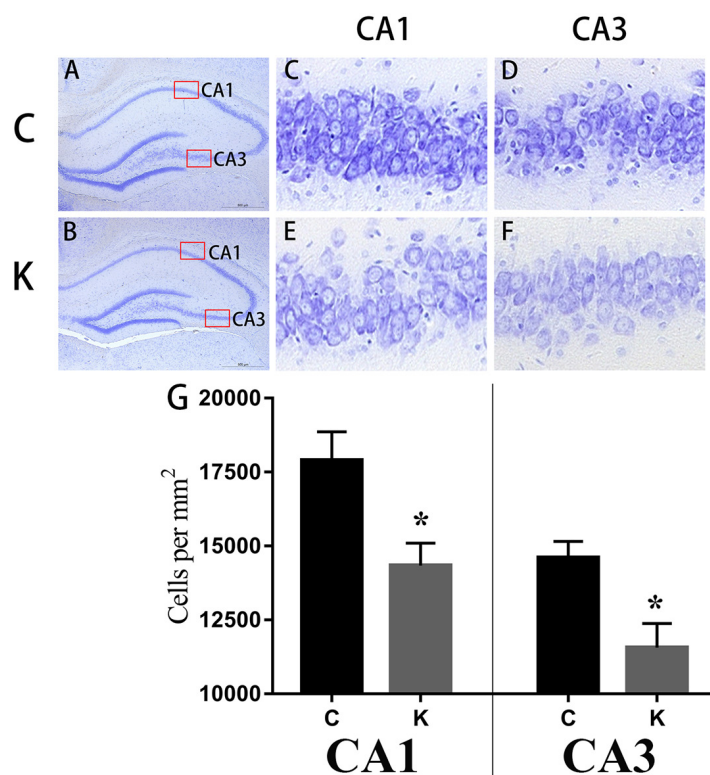 CA1 CA3
A CA1 CA3 C D
C
B CA1 CA3 E F
K
G
20000
17500
15000
12500
10000
Cells per mm²
* *
C K C K
CA1 CA3